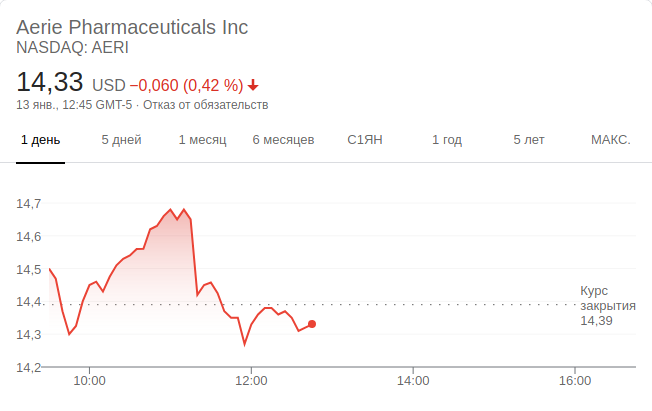 Aerie Pharmaceuticals Inc
NASDAQ: AERI
14,33 USD −0,060 (0,42 %)
13 янв., 12:45 GMT-5 · Отказ от обязательств
1 день 5 дней 1 месяц 6 месяцев С1ЯН 1 год 5 лет МАКС.
14,7
14,6
14,5
14,4
14,3
14,2
Курс
закрытия
14,39
10:00 12:00 14:00 16:00